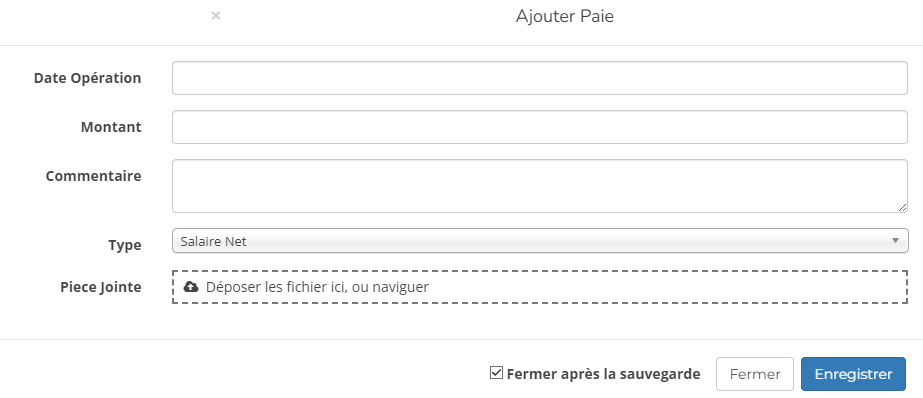 ×
Ajouter Paie
Date Opération
Montant
Commentaire
Type
Salaire Net
Piece Jointe
Déposer les fichier ici, ou naviguer
Fermer après la sauvegarde
Fermer
Enregistrer